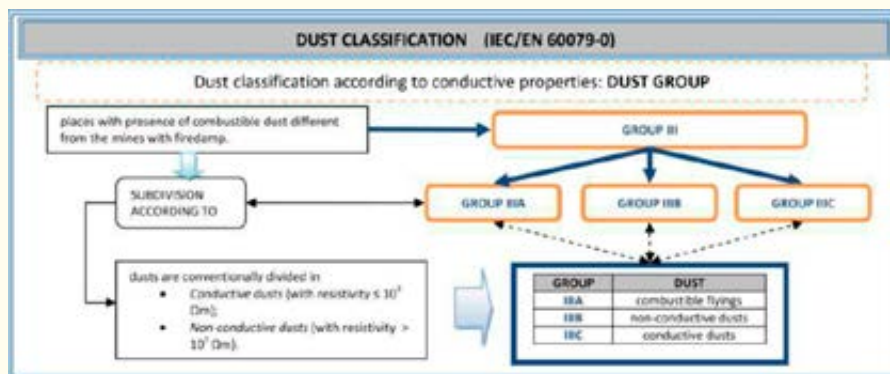 DUST CLASSIFICATION (IEC/EN 60079-0)
Dust classification according to conductive properties: DUST GROUP
places with presence of combustible dust different
from the mines with firedamp.
GROUP III
SUBDIVISION
ACCORDING TO
GROUP IIIA
GROUP IIIB
GROUP IIIC
dusts are conventionally divided in
• Conductive dusts (with resistivity ≤ 10³
Ωm);
• Non-conductive dusts (with resistivity >
10³ Ωm).
GROUP DUST
IIIA combustible flyings
IIIB non-conductive dusts
IIIC conductive dusts